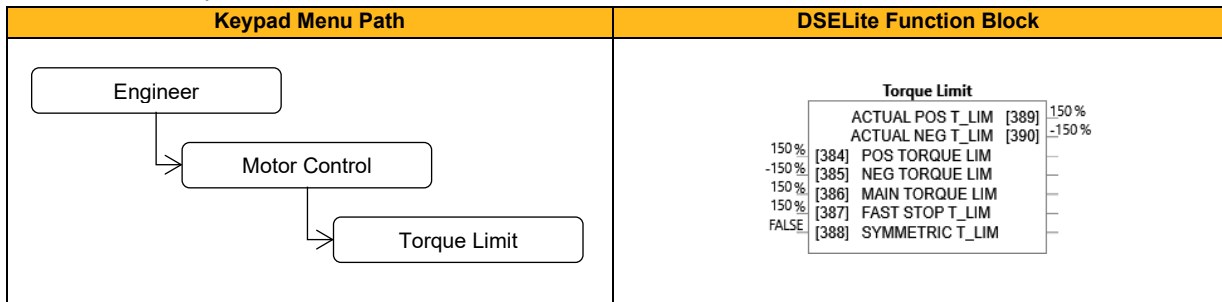 Keypad Menu Path
DSELite Function Block
Engineer
Motor Control
Torque Limit
Torque Limit
ACTUAL POS T_LIM [389] 150 %
ACTUAL NEG T_LIM [390] -150 %
150 % [384] POS TORQUE LIM
-150 % [385] NEG TORQUE LIM
150 % [386] MAIN TORQUE LIM
150 % [387] FAST STOP T_LIM
FALSE [388] SYMMETRIC T_LIM